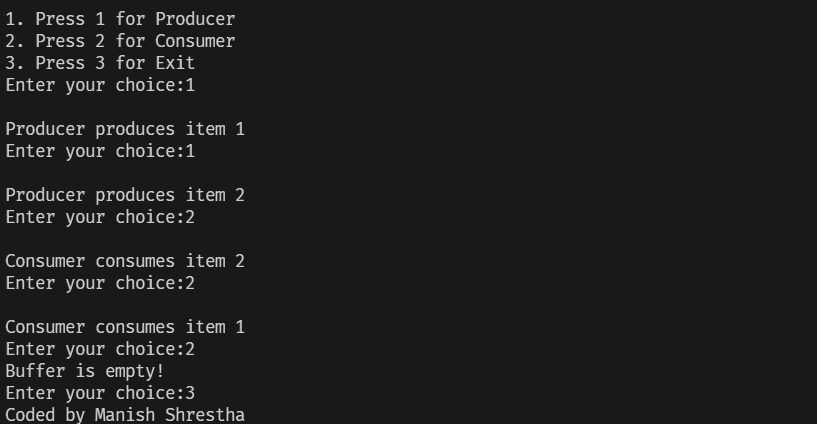 1. Press 1 for Producer
2. Press 2 for Consumer
3. Press 3 for Exit
Enter your choice:1
Producer produces item 1
Enter your choice:1
Producer produces item 2
Enter your choice:2
Consumer consumes item 2
Enter your choice:2
Consumer consumes item 1
Enter your choice:2
Buffer is empty!
Enter your choice:3
Coded by Manish Shrestha